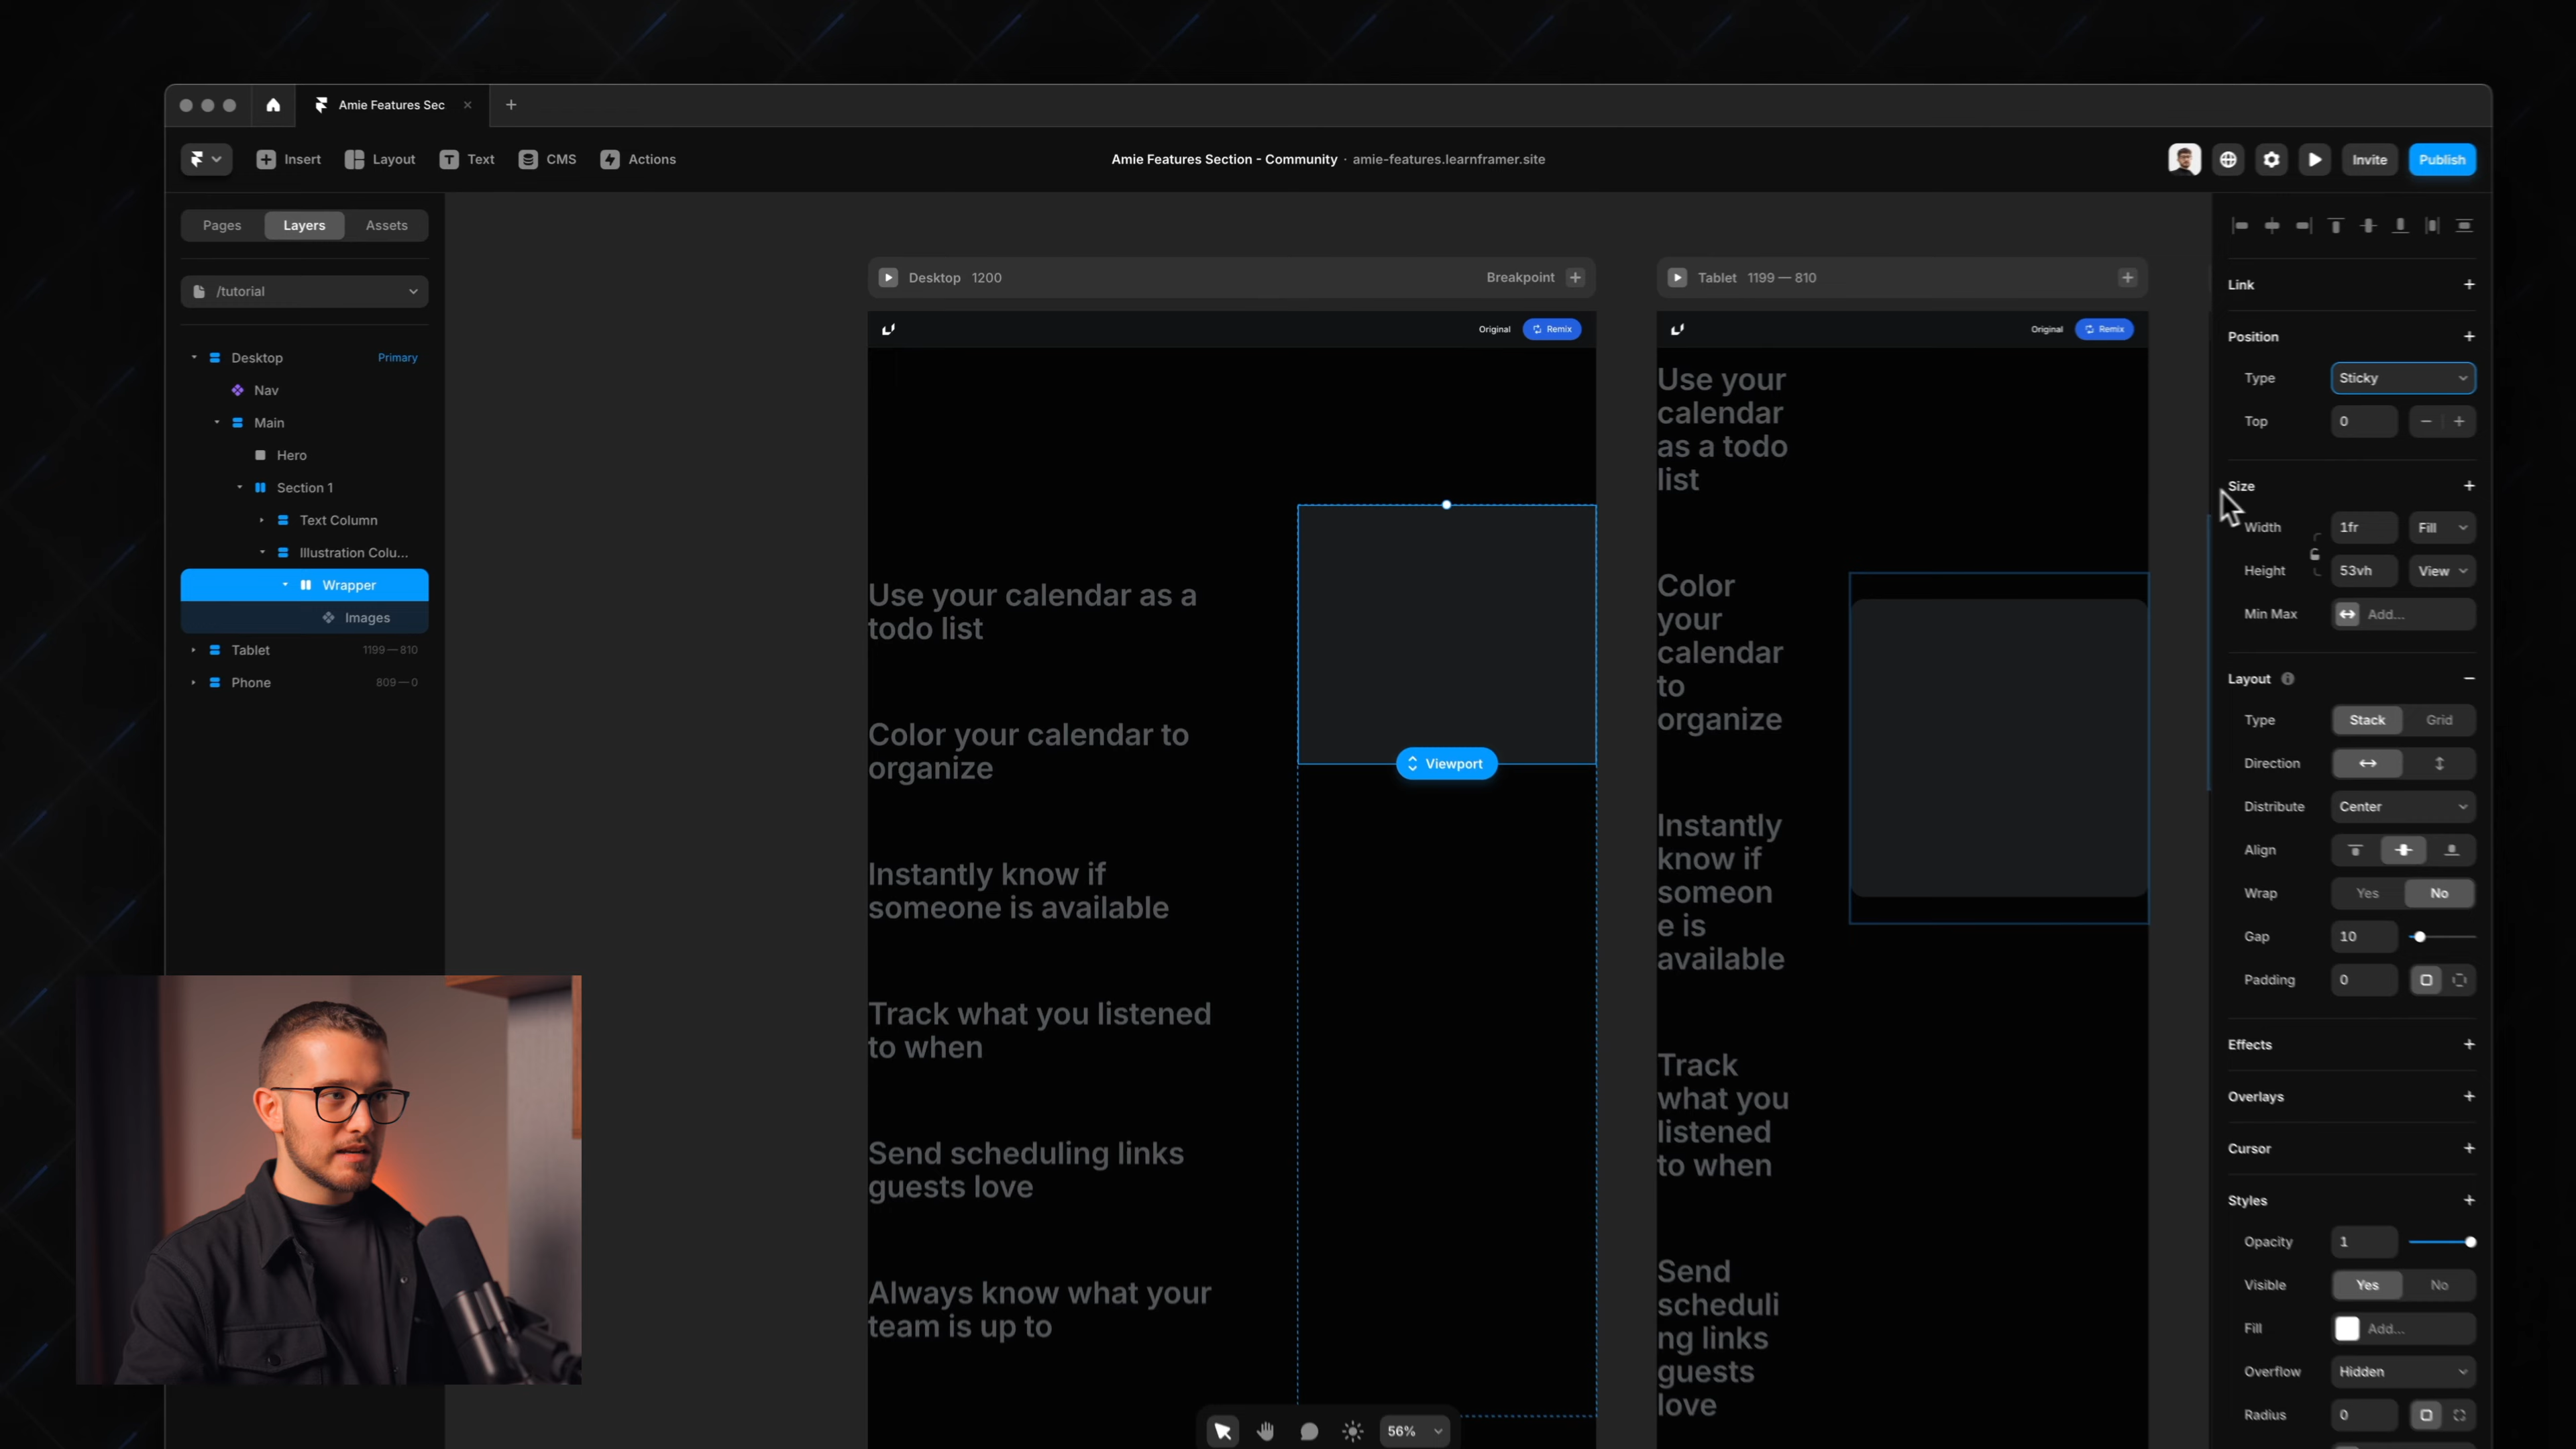 Amie Features Sec
Insert
Layout
Text
CMS
Actions
Amie Features Section - Community · amie-features.learnframer.site
Invite
Publish
Pages
Layers
Assets
/tutorial
Desktop
Primary
Nav
Main
Hero
Section 1
Text Column
Illustration Colu...
Wrapper
Images
Tablet
1199—810
Phone
809—0
Desktop 1200
Breakpoint
Original
Remix
Use your calendar as a
todo list
Color your calendar to
organize
Instantly know if
someone is available
Track what you listened
to when
Send scheduling links
guests love
Always know what your
team is up to
Viewport
56%
Tablet 1199 — 810
Original
Remix
Use your
calendar
as a todo
list
Color
your
calendar
to
organize
Instantly
know if
someon
e is
available
Track
what you
listened
to when
Send
scheduli
ng links
guests
love
Link
Position
Type
Sticky
Top
0
Size
Width
1fr
Fill
Height
53vh
View
Min Max
Add...
Layout
Type
Stack
Grid
Direction
Distribute
Center
Align
Wrap
Yes
No
Gap
10
Padding
0
Effects
Overlays
Cursor
Styles
Opacity
1
Visible
Yes
No
Fill
Add...
Overflow
Hidden
Radius
0